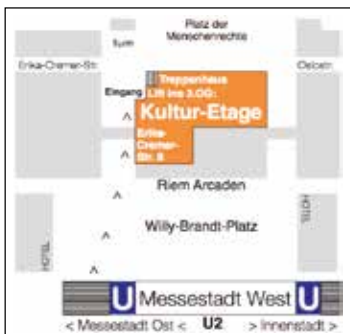 Platz der
Menschenrechte
Turm
Erika-Cremer-Str.
Treppenhaus
Eingang
Lift ins 3.OG:
Kultur-Etage
Erika-
Cremer-
Str. 8
Riem Arcaden
HOTEL
Willy-Brandt-Platz
HOTEL
U Messestadt West U
< Messestadt Ost < U2 > Innenstadt >